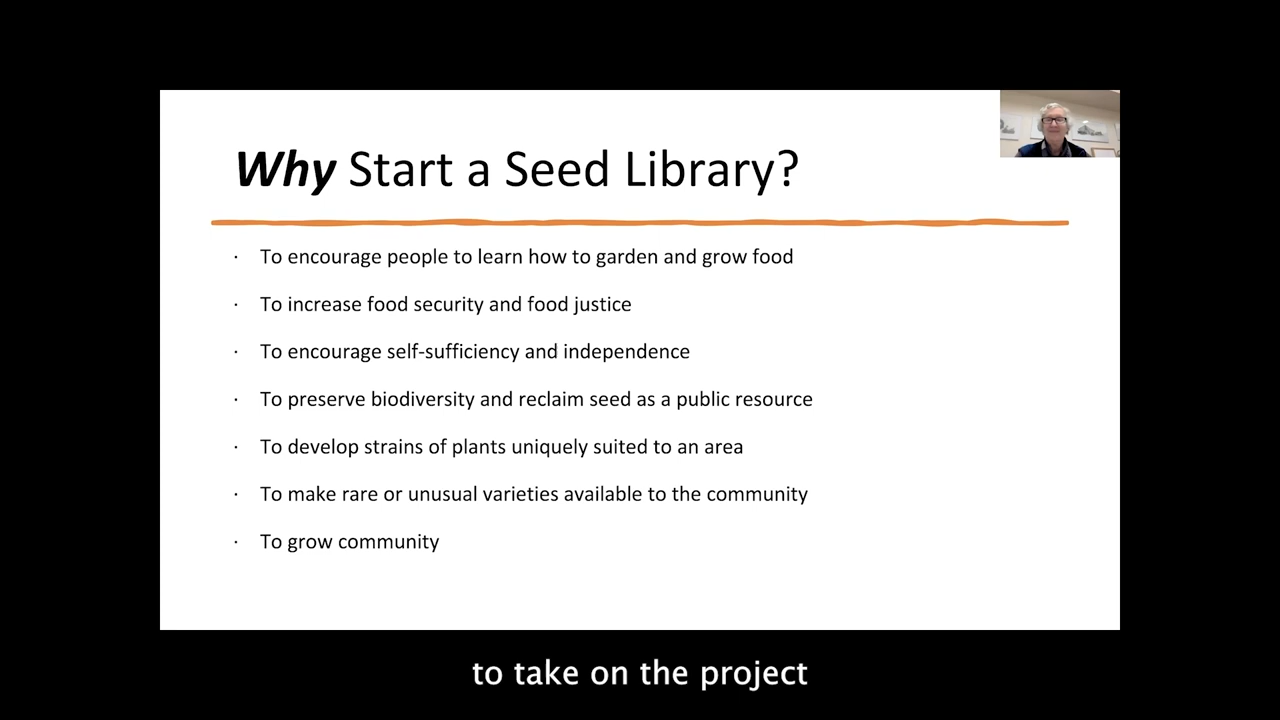 Why Start a Seed Library?
· To encourage people to learn how to garden and grow food
· To increase food security and food justice
· To encourage self-sufficiency and independence
· To preserve biodiversity and reclaim seed as a public resource
· To develop strains of plants uniquely suited to an area
· To make rare or unusual varieties available to the community
· To grow community
to take on the project